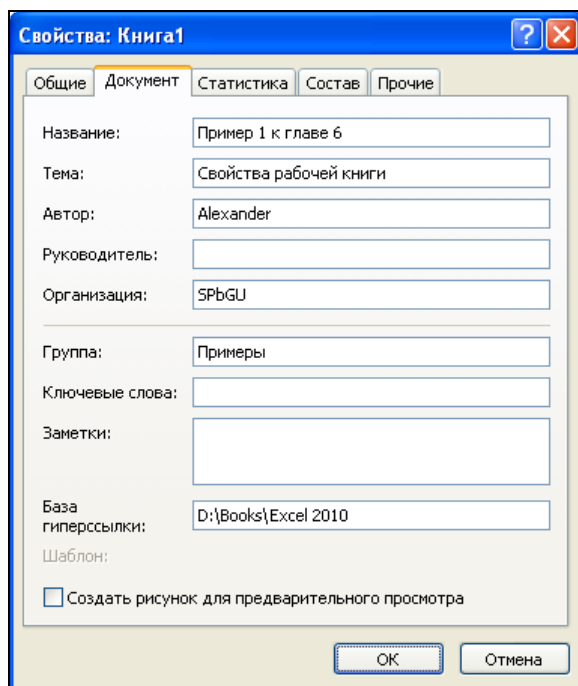 Свойства: Книга1
Общие Документ Статистика Состав Прочие
Название: Пример 1 к главе 6
Тема: Свойства рабочей книги
Автор: Alexander
Руководитель:
Организация: SPbGU
Группа: Примеры
Ключевые слова:
Заметки:
База
гиперссылки: D:\Books\Excel 2010
Шаблон:
Создать рисунок для предварительного просмотра
ОК Отмена